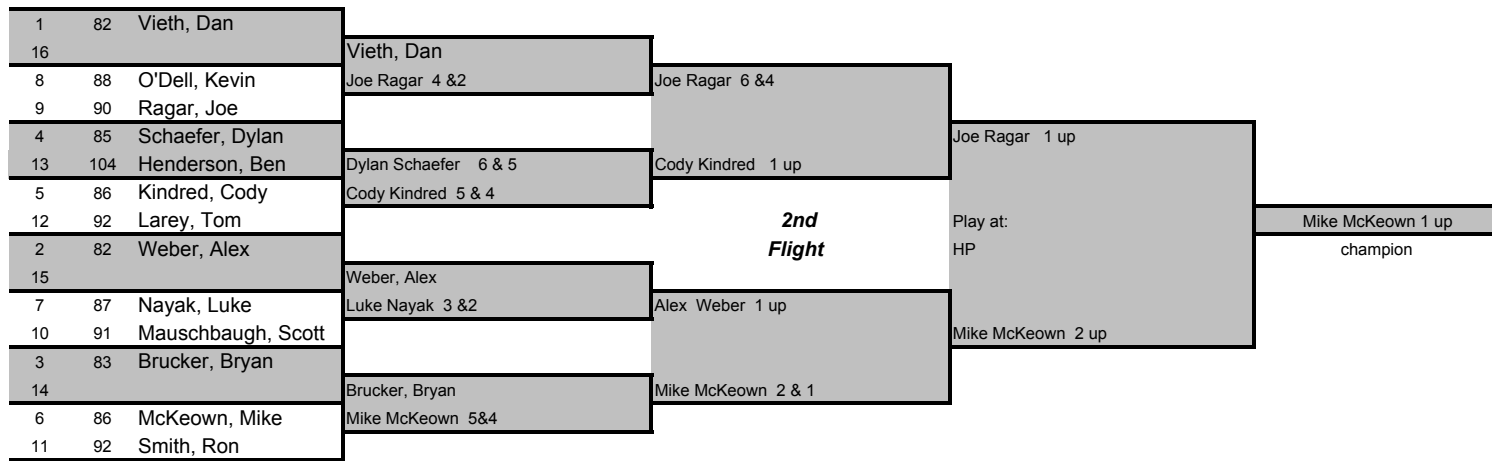 1 82 Vieth, Dan
16 Vieth, Dan
8 88 O'Dell, Kevin Joe Ragar 4 &2 Joe Ragar 6 &4
9 90 Ragar, Joe
4 85 Schaefer, Dylan Joe Ragar 1 up
13 104 Henderson, Ben Dylan Schaefer 6 & 5 Cody Kindred 1 up
5 86 Kindred, Cody Cody Kindred 5 & 4
12 92 Larey, Tom 2nd Play at: Mike McKeown 1 up
2 82 Weber, Alex Flight HP champion
15 Weber, Alex
7 87 Nayak, Luke Luke Nayak 3 &2 Alex Weber 1 up
10 91 Mauschbaugh, Scott Mike McKeown 2 up
3 83 Brucker, Bryan
14 Brucker, Bryan Mike McKeown 2 & 1
6 86 McKeown, Mike Mike McKeown 5&4
11 92 Smith, Ron